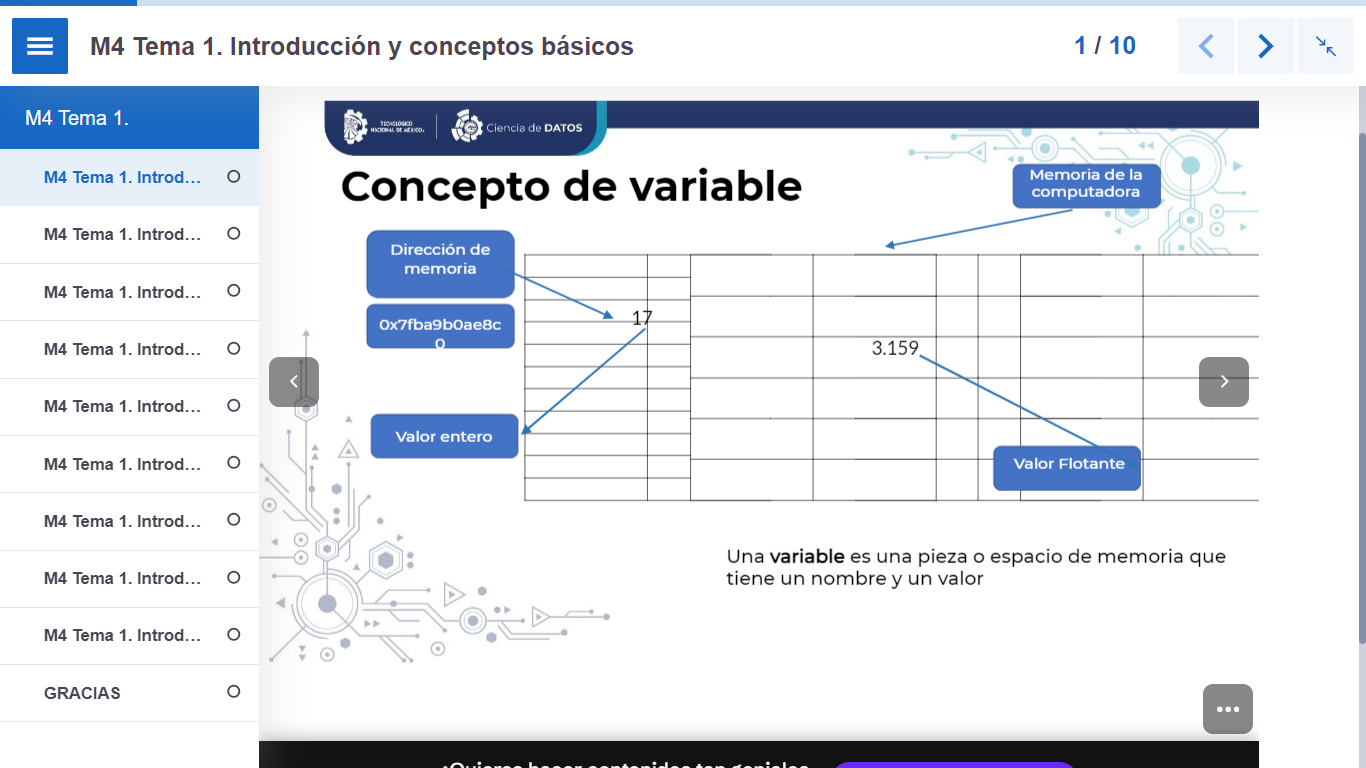 M4 Tema 1. Introducción y conceptos básicos
1 / 10
M4 Tema 1.
M4 Tema 1. Introd...
M4 Tema 1. Introd...
M4 Tema 1. Introd...
M4 Tema 1. Introd...
M4 Tema 1. Introd...
M4 Tema 1. Introd...
M4 Tema 1. Introd...
M4 Tema 1. Introd...
M4 Tema 1. Introd...
GRACIAS
TECNOLÓGICO
NACIONAL DE MÉXICO
Ciencia de DATOS
Concepto de variable
Memoria de la
computadora
Dirección de
memoria
0x7fba9b0ae8c
0
17
3.159
Valor entero
Valor Flotante
Una variable es una pieza o espacio de memoria que
tiene un nombre y un valor